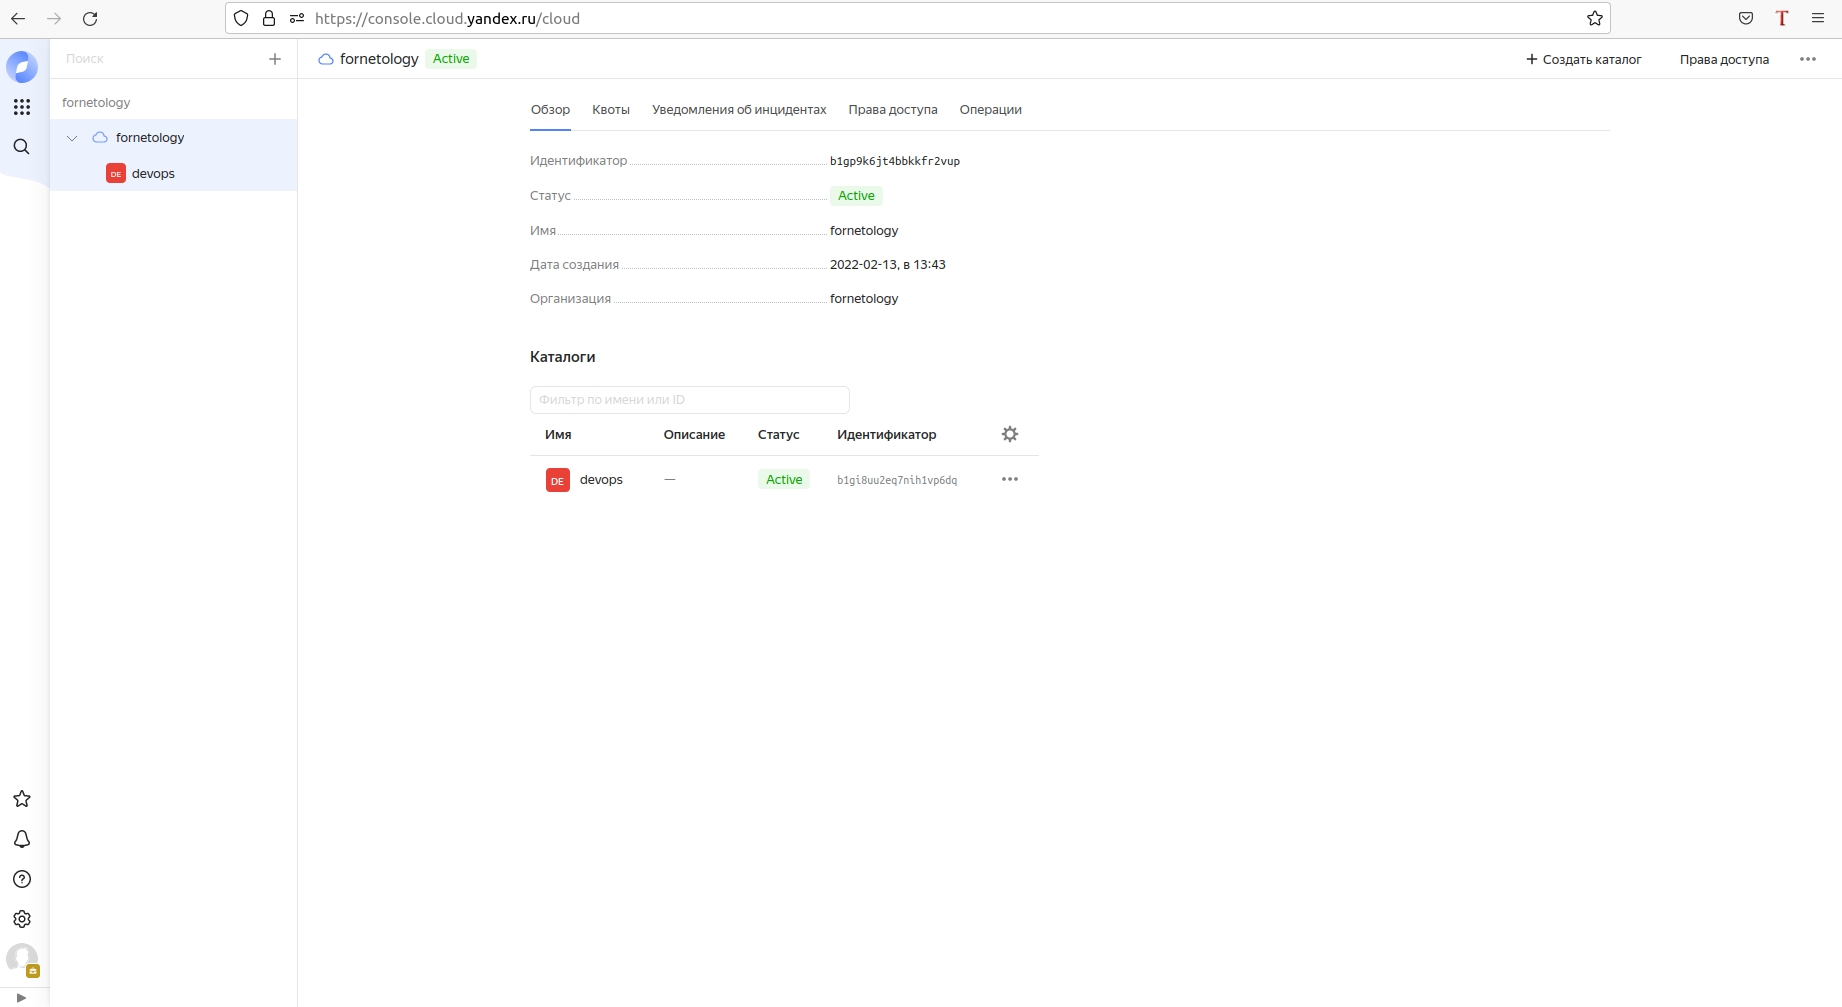 https://console.cloud.yandex.ru/cloud
Поиск
fornetology Active
Создать каталог
Права доступа
fornetology
fornetology
DE devops
Обзор Квоты Уведомления об инцидентах Права доступа Операции
Идентификатор b1gp9k6jt4bbkkfr2vup
Статус Active
Имя fornetology
Дата создания 2022-02-13, в 13:43
Организация fornetology
Каталоги
Фильтр по имени или ID
Имя Описание Статус Идентификатор
DE devops — Active b1gi8uu2eq7nih1vp6dq